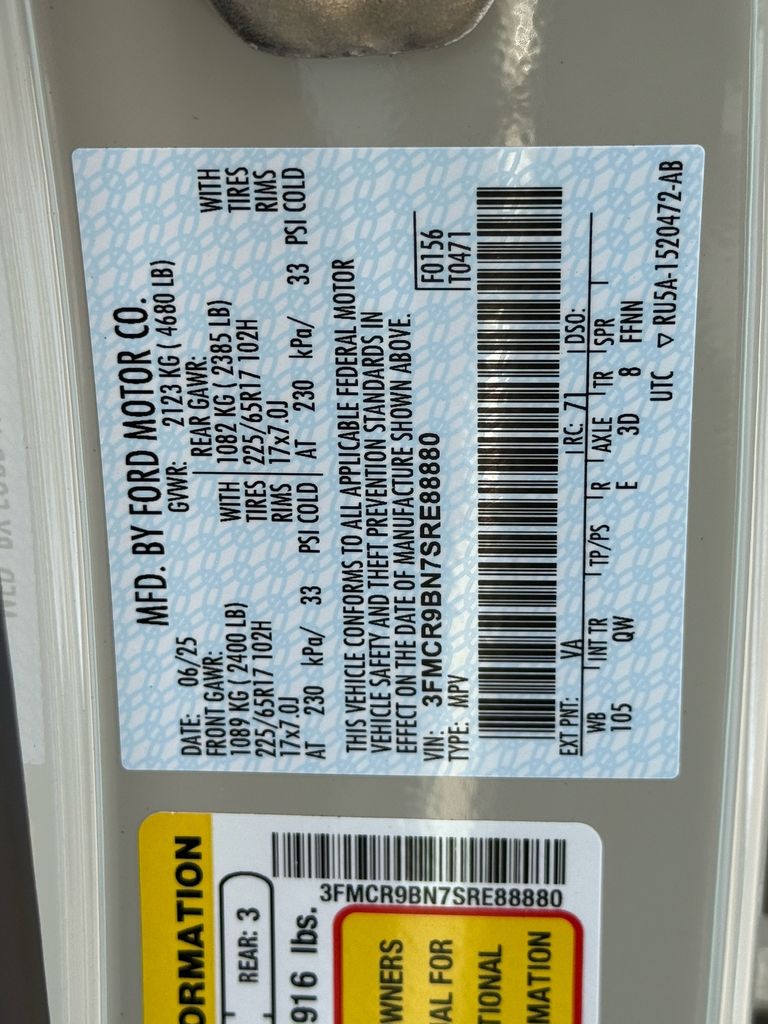 MFD. BY FORD MOTOR CO.
DATE: 06/25
GVWR: 2123 KG ( 4680 LB)
FRONT GAWR:
REAR GAWR:
1089 KG ( 2400 LB) WITH
1082 KG ( 2385 LB) WITH
225/65R17 102H TIRES
225/65R17 102H TIRES
17x7.0J RIMS
17x7.0J RIMS
AT 230 kPa/ 33 PSI COLD
AT 230 kPa/ 33 PSI COLD
THIS VEHICLE CONFORMS TO ALL APPLICABLE FEDERAL MOTOR
VEHICLE SAFETY AND THEFT PREVENTION STANDARDS IN
EFFECT ON THE DATE OF MANUFACTURE SHOWN ABOVE.
VIN: 3FMCR9BN7SRE88880
TYPE: MPV
F0156
T0471
EXT PNT: VA RC: 71 DSO:
WB INT TR TP/PS R AXLE TR SPR
105 QW E 3D 8 FFNN
UTC ▽ RU5A-1520472-AB
ORMATION
REAR: 3
916 lbs.
3FMCR9BN7SRE88880
WNERS
AL FOR
TIONAL
MATION